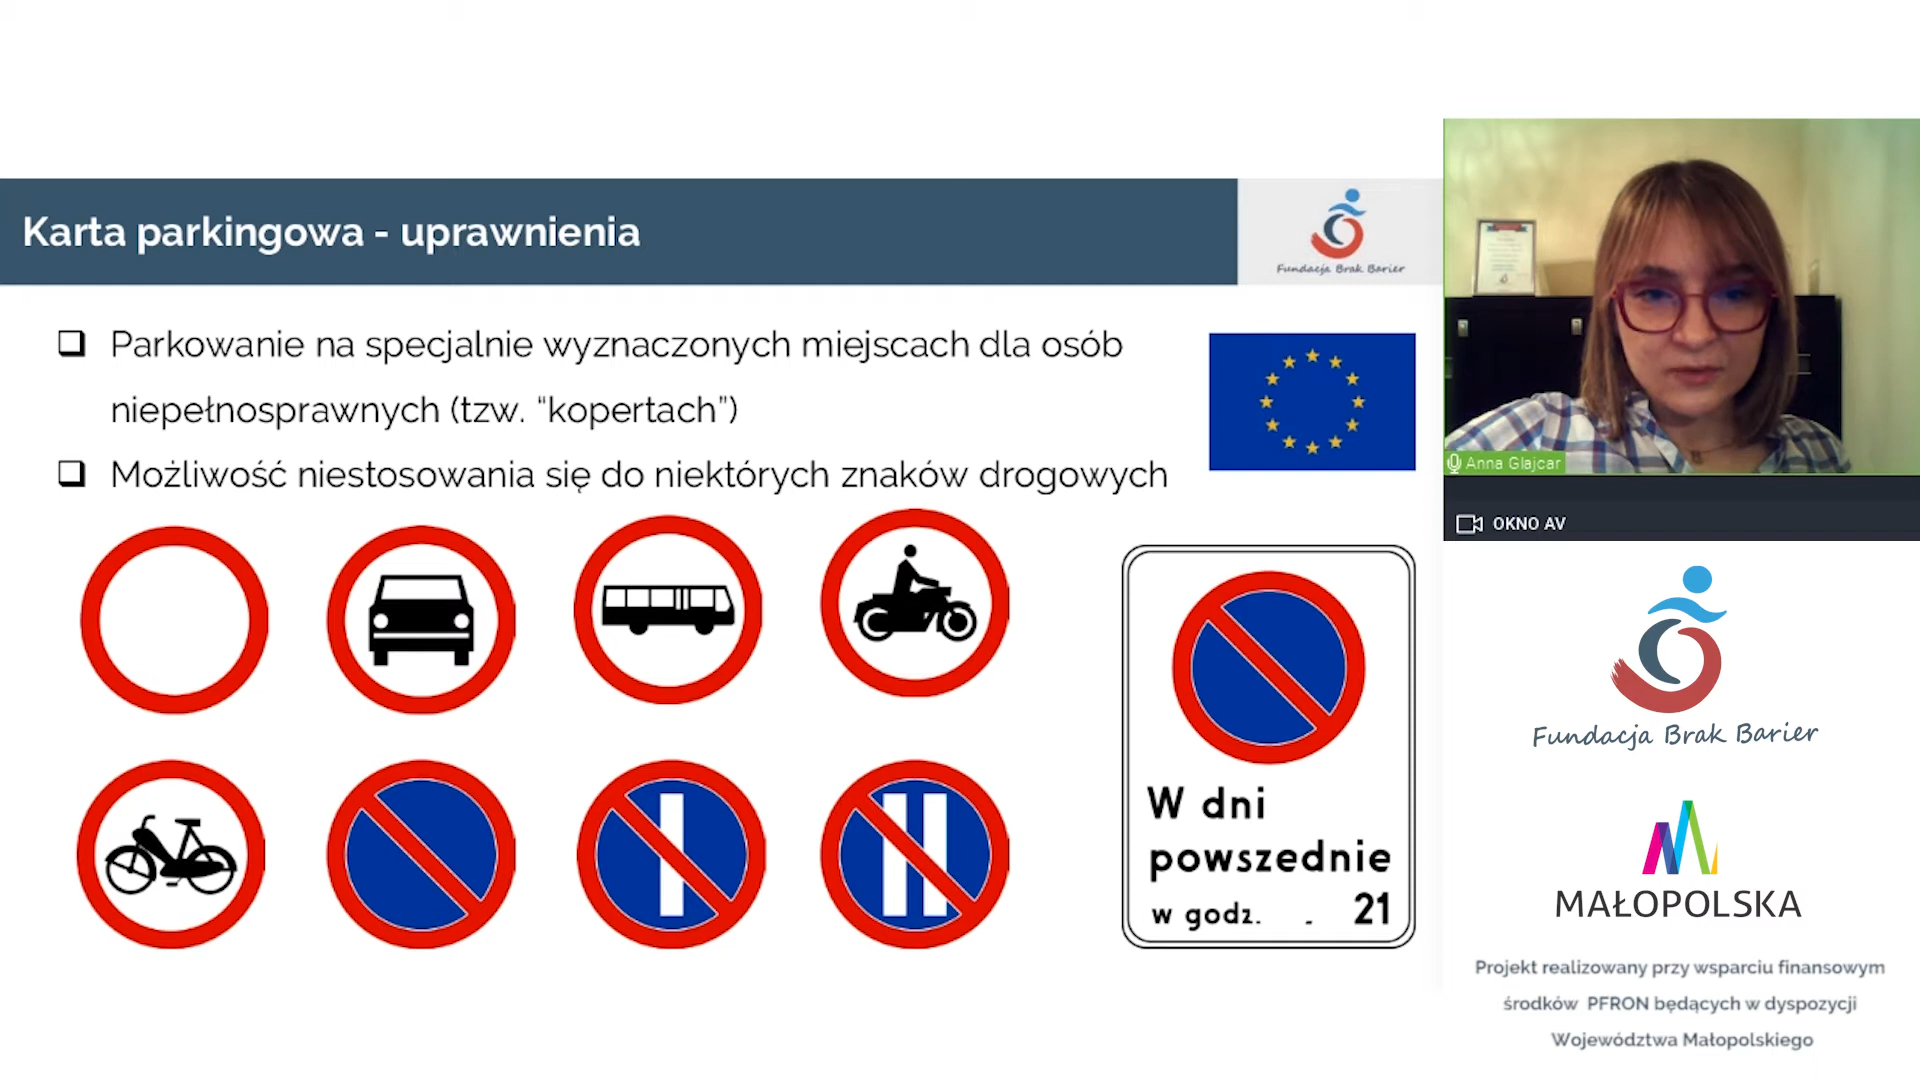 Karta parkingowa - uprawnienia
Fundacja Brak Barier
Parkowanie na specjalnie wyznaczonych miejscach dla osób
niepełnosprawnych (tzw. “kopertach”)
Możliwość niestosowania się do niektórych znaków drogowych
W dni
powszednie
w godz. - 21
Anna Glajcar
OKNO AV
Fundacja Brak Barier
MAŁOPOLSKA
Projekt realizowany przy wsparciu finansowym
środków PFRON będących w dyspozycji
Województwa Małopolskiego